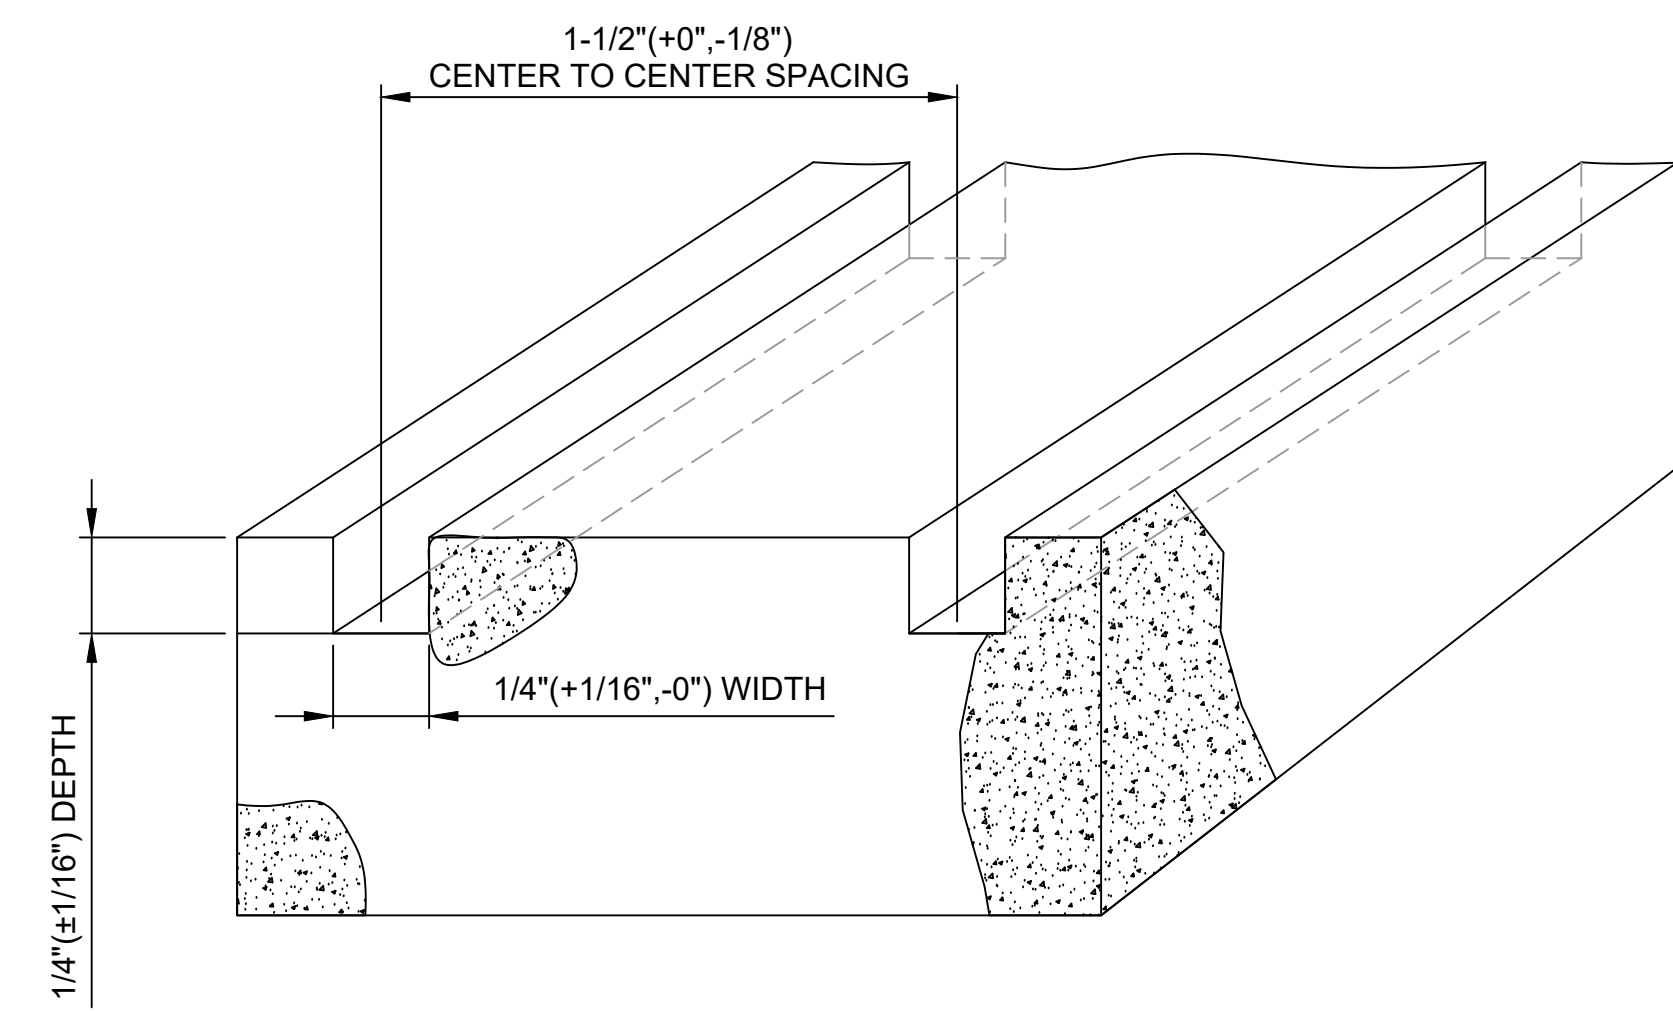 1-1/2"(+0",-1/8")
CENTER TO CENTER SPACING
1/4"(+1/16",-0") WIDTH
1/4"(±1/16") DEPTH